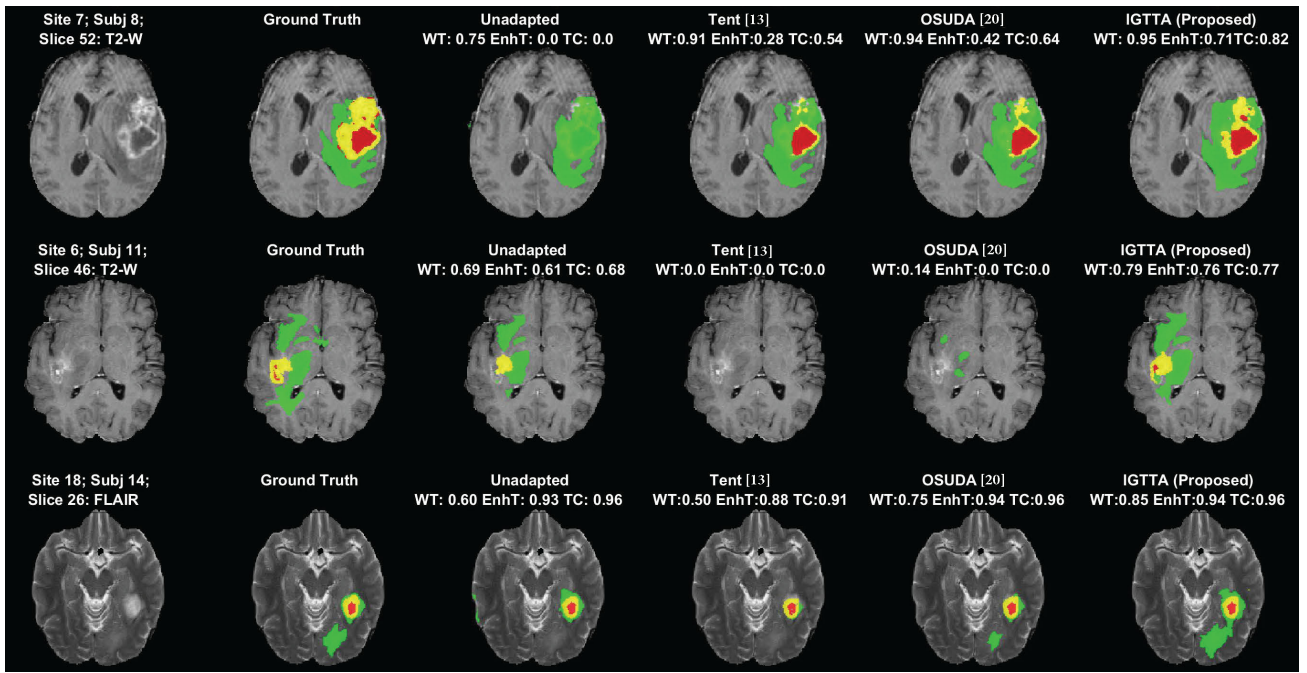 Site 7; Subj 8;
Slice 52: T2-W
Ground Truth
Unadapted
WT: 0.75 EnhT: 0.0 TC: 0.0
Tent [13]
WT:0.91 EnhT:0.28 TC:0.54
OSUDA [20]
WT:0.94 EnhT:0.42 TC:0.64
IGTTA (Proposed)
WT: 0.95 EnhT:0.71TC:0.82
Site 6; Subj 11;
Slice 46: T2-W
Ground Truth
Unadapted
WT: 0.69 EnhT: 0.61 TC: 0.68
Tent [13]
WT:0.0 EnhT:0.0 TC:0.0
OSUDA [20]
WT:0.14 EnhT:0.0 TC:0.0
IGTTA (Proposed)
WT:0.79 EnhT:0.76 TC:0.77
Site 18; Subj 14;
Slice 26: FLAIR
Ground Truth
Unadapted
WT: 0.60 EnhT: 0.93 TC: 0.96
Tent [13]
WT:0.50 EnhT:0.88 TC:0.91
OSUDA [20]
WT:0.75 EnhT:0.94 TC:0.96
IGTTA (Proposed)
WT:0.85 EnhT:0.94 TC:0.96